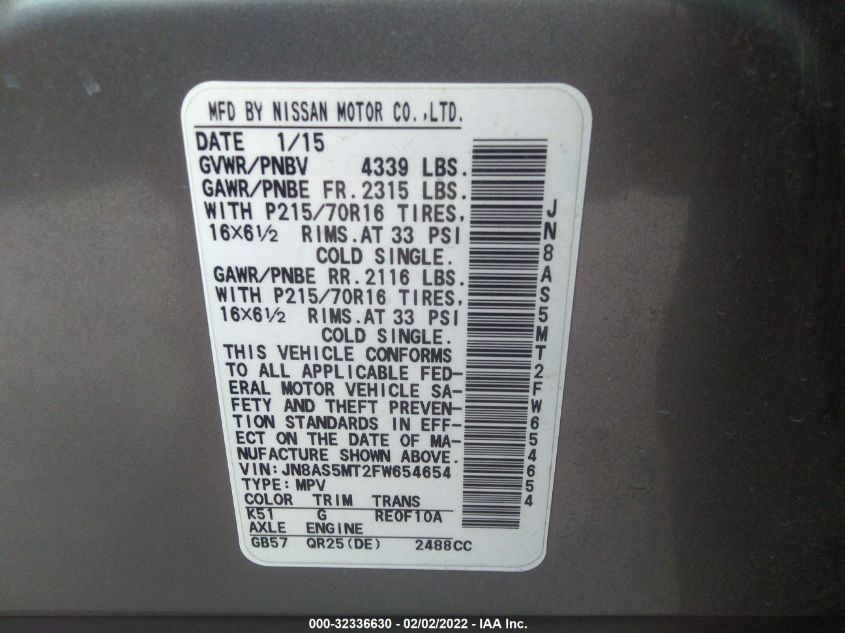 MFD BY NISSAN MOTOR CO.,LTD.
DATE 1/15
GVWR/PNBV 4339 LBS.
GAWR/PNBE FR. 2315 LBS.
WITH P215/70R16 TIRES,
16X6½ RIMS. AT 33 PSI
COLD SINGLE.
GAWR/PNBE RR. 2116 LBS.
WITH P215/70R16 TIRES,
16X6½ RIMS. AT 33 PSI
COLD SINGLE.
THIS VEHICLE CONFORMS
TO ALL APPLICABLE FED-
ERAL MOTOR VEHICLE SA-
FETY AND THEFT PREVEN-
TION STANDARDS IN EFF-
ECT ON THE DATE OF MA-
NUFACTURE SHOWN ABOVE.
VIN:JN8AS5MT2FW654654
TYPE:MPV
COLOR TRIM TRANS
K51 G RE0F10A
AXLE ENGINE
GB57 QR25(DE) 2488CC
JN8AS5MT2FW654654
000-32336630 - 02/02/2022 - IAA Inc.